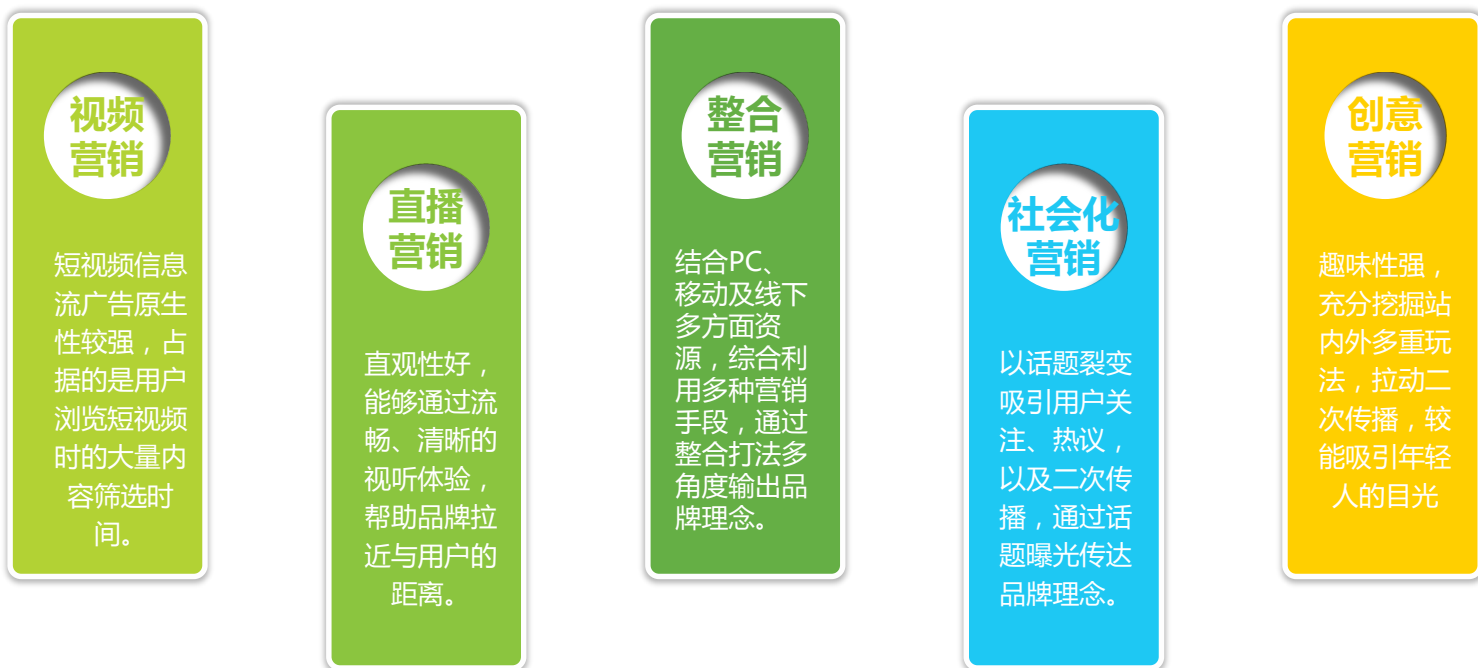 视频
营销
短视频信息
流广告原生
性较强，占
据的是用户
浏览短视频
时的大量内
容筛选时
间。
直播
营销
直观性好，
能够通过流
畅、清晰的
视听体验，
帮助品牌拉
近与用户的
距离。
整合
营销
结合PC、
移动及线下
多方面资
源，综合利
用多种营销
手段，通过
整合打法多
角度输出品
牌理念。
社会化
营销
以话题裂变
吸引用户关
注、热议，
以及二次传
播，通过话
题曝光传达
品牌理念。
创意
营销
趣味性强，
充分挖掘站
内外多重玩
法，拉动二
次传播，较
能吸引年轻
人的目光